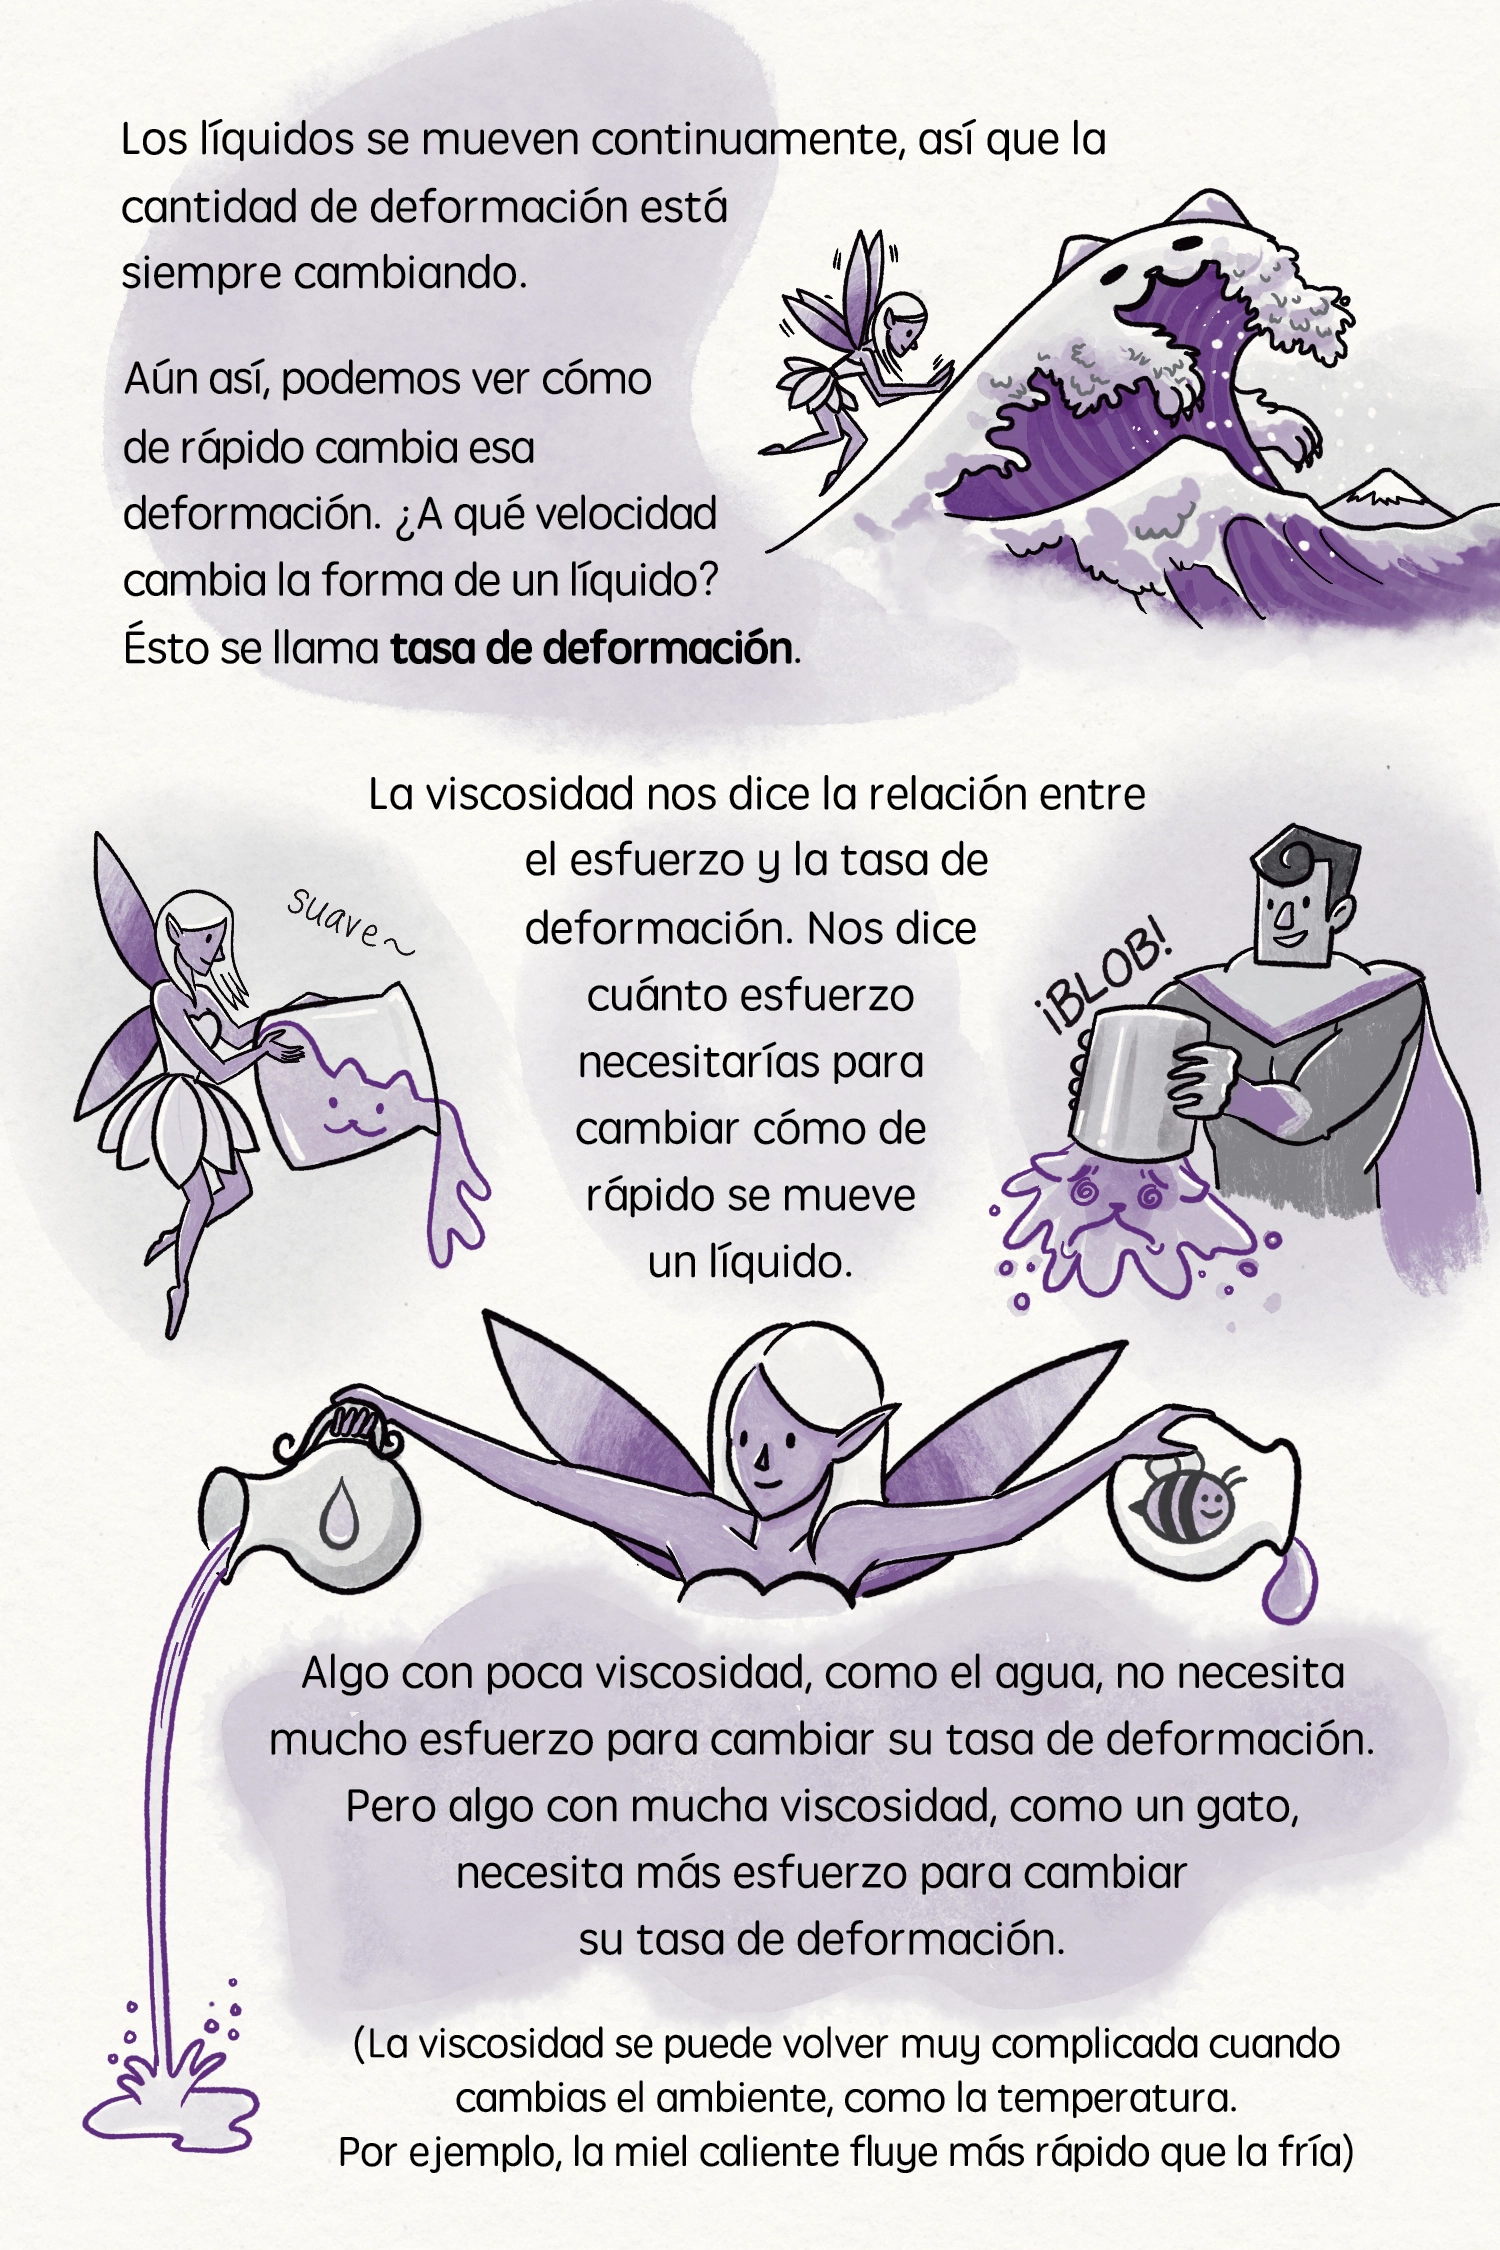 Los líquidos se mueven continuamente, así que la
cantidad de deformación está
siempre cambiando.
Aún así, podemos ver cómo
de rápido cambia esa
deformación. ¿A qué velocidad
cambia la forma de un líquido?
Ésto se llama tasa de deformación.
La viscosidad nos dice la relación entre
el esfuerzo y la tasa de
deformación. Nos dice
cuánto esfuerzo
necesitarías para
cambiar cómo de
rápido se mueve
un líquido.
suave~
¡BLOB!
Algo con poca viscosidad, como el agua, no necesita
mucho esfuerzo para cambiar su tasa de deformación.
Pero algo con mucha viscosidad, como un gato,
necesita más esfuerzo para cambiar
su tasa de deformación.
(La viscosidad se puede volver muy complicada cuando
cambias el ambiente, como la temperatura.
Por ejemplo, la miel caliente fluye más rápido que la fría)